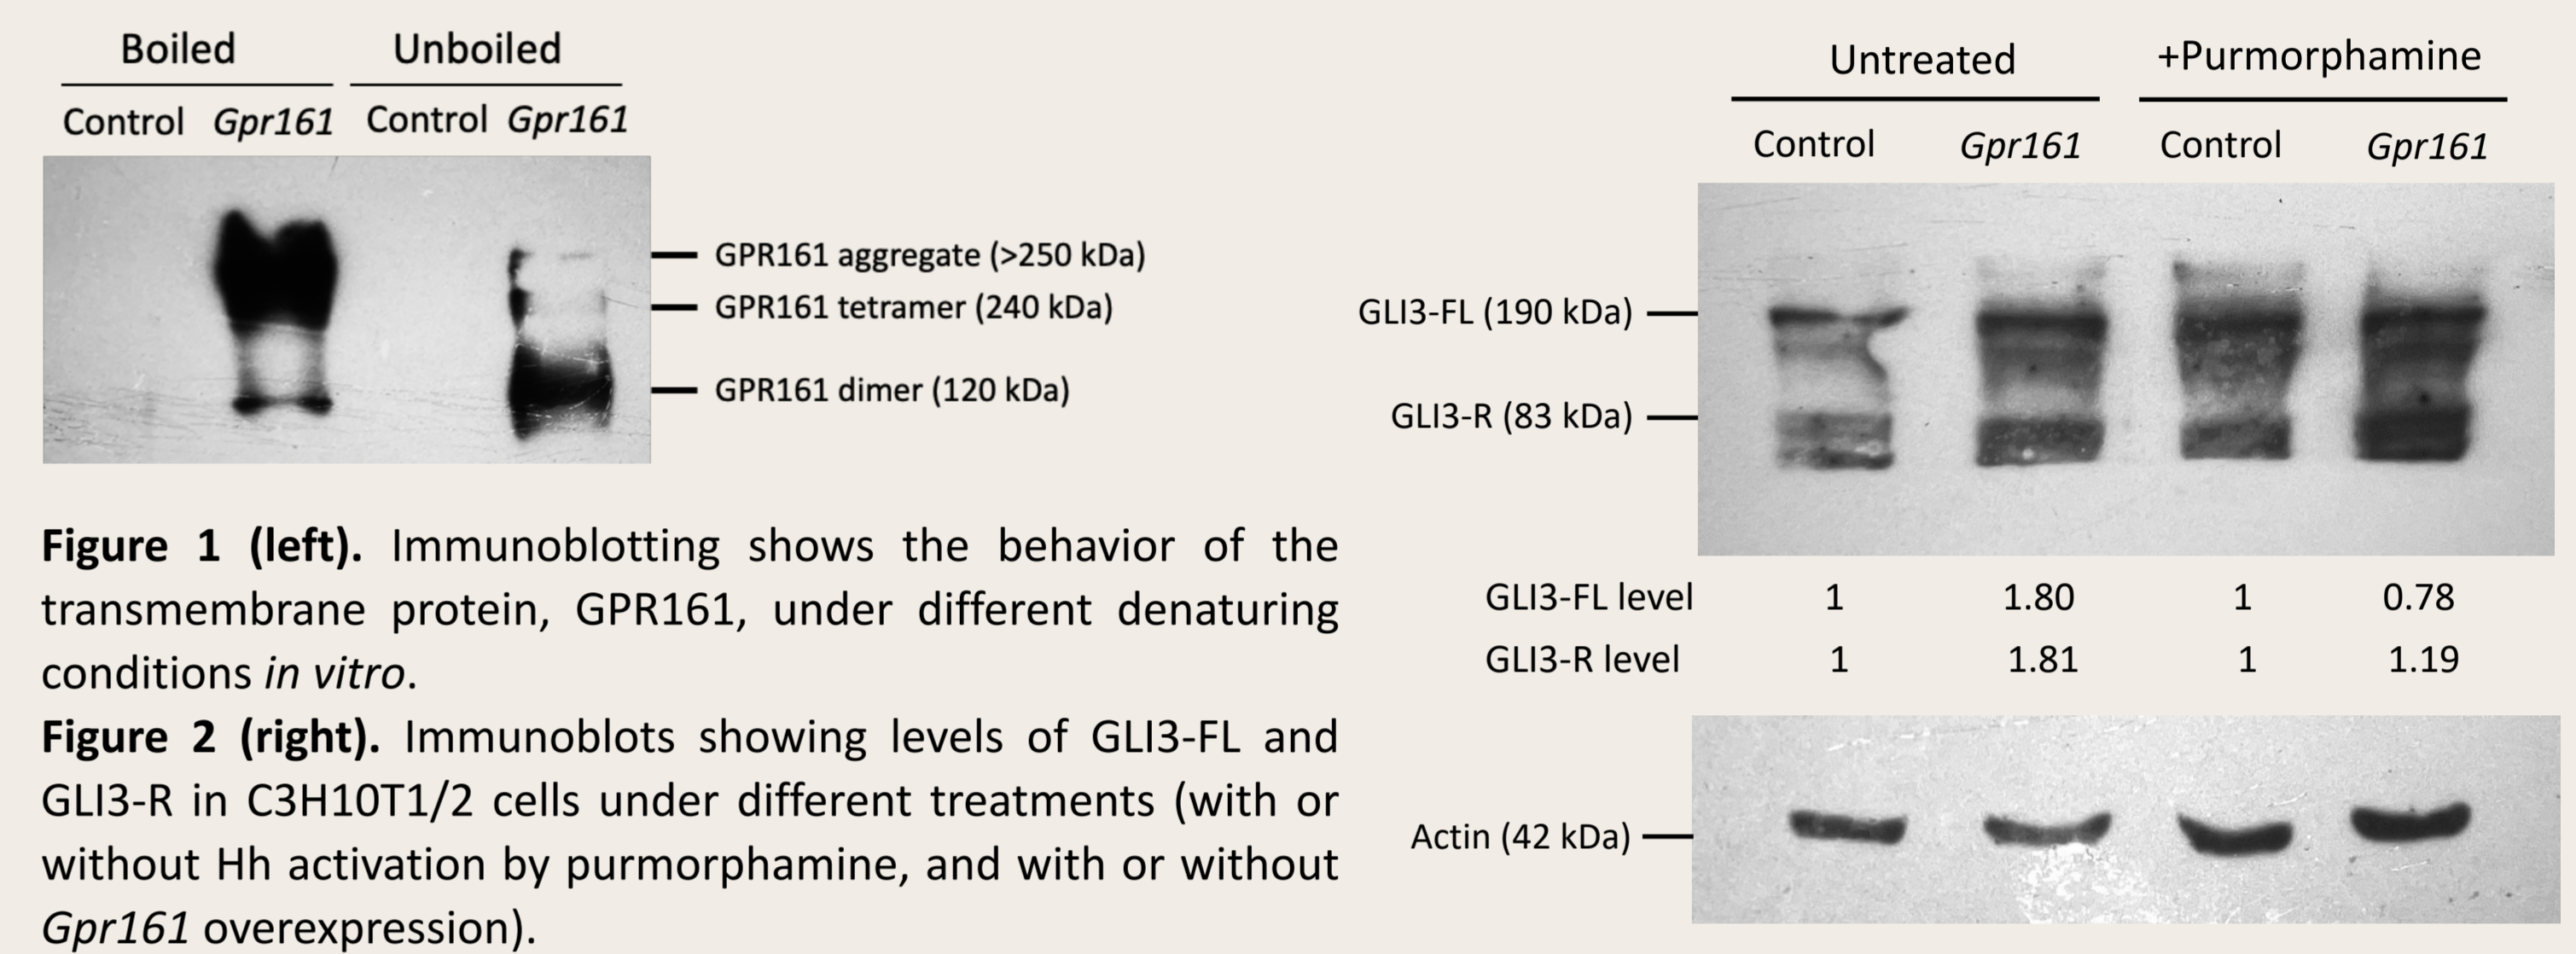 Boiled Unboiled
Control Gpr161 Control Gpr161
GPR161 aggregate (>250 kDa)
GPR161 tetramer (240 kDa)
GPR161 dimer (120 kDa)
Figure 1 (left). Immunoblotting shows the behavior of the
transmembrane protein, GPR161, under different denaturing
conditions in vitro.
Figure 2 (right). Immunoblots showing levels of GLI3-FL and
GLI3-R in C3H10T1/2 cells under different treatments (with or
without Hh activation by purmorphamine, and with or without
Gpr161 overexpression).
Untreated +Purmorphamine
Control Gpr161 Control Gpr161
GLI3-FL (190 kDa)
GLI3-R (83 kDa)
GLI3-FL level 1 1.80 1 0.78
GLI3-R level 1 1.81 1 1.19
Actin (42 kDa)